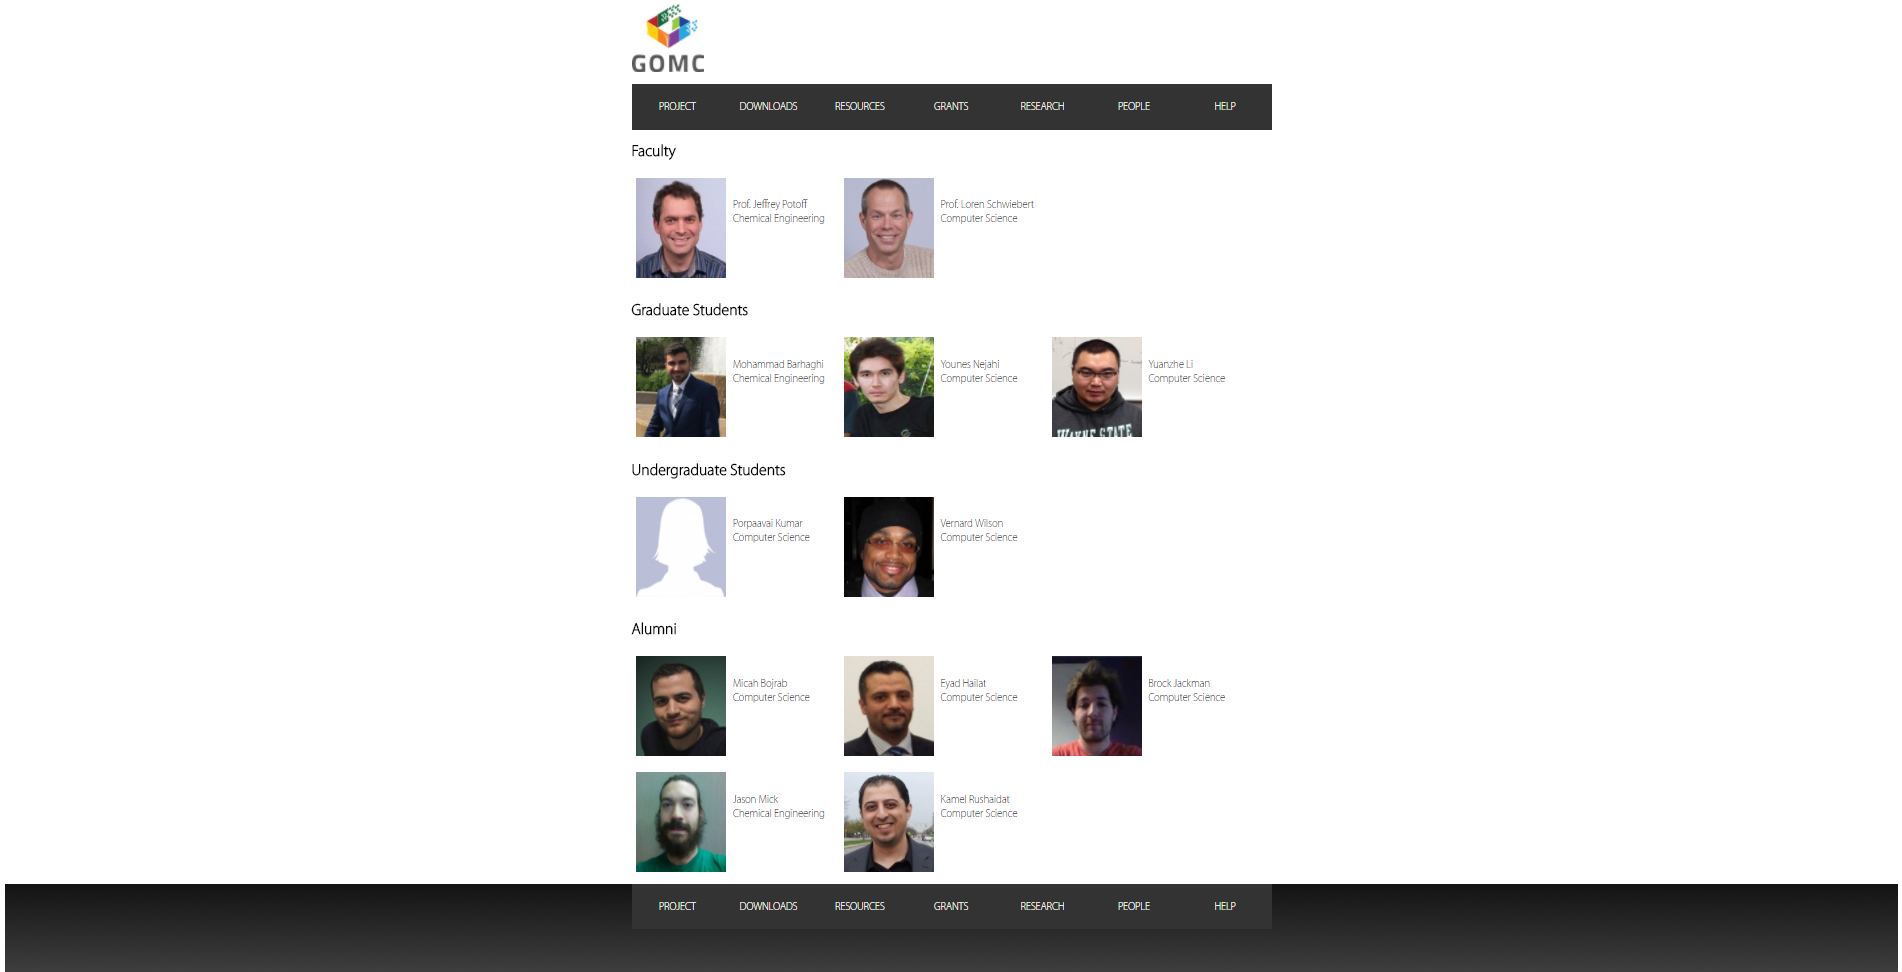 GOMC
PROJECT DOWNLOADS RESOURCES GRANTS RESEARCH PEOPLE HELP
Faculty
Prof. Jeffrey Potoff
Chemical Engineering
Prof. Loren Schwiebert
Computer Science
Graduate Students
Mohammad Barhaghi
Chemical Engineering
Younes Nejahi
Computer Science
Yuanzhe Li
Computer Science
WAYNE STATE
Undergraduate Students
Porpaavai Kumar
Computer Science
Vernard Wilson
Computer Science
Alumni
Micah Bojrab
Computer Science
Eyad Hailat
Computer Science
Brock Jackman
Computer Science
Jason Mick
Chemical Engineering
Kamel Rushaidat
Computer Science
PROJECT DOWNLOADS RESOURCES GRANTS RESEARCH PEOPLE HELP